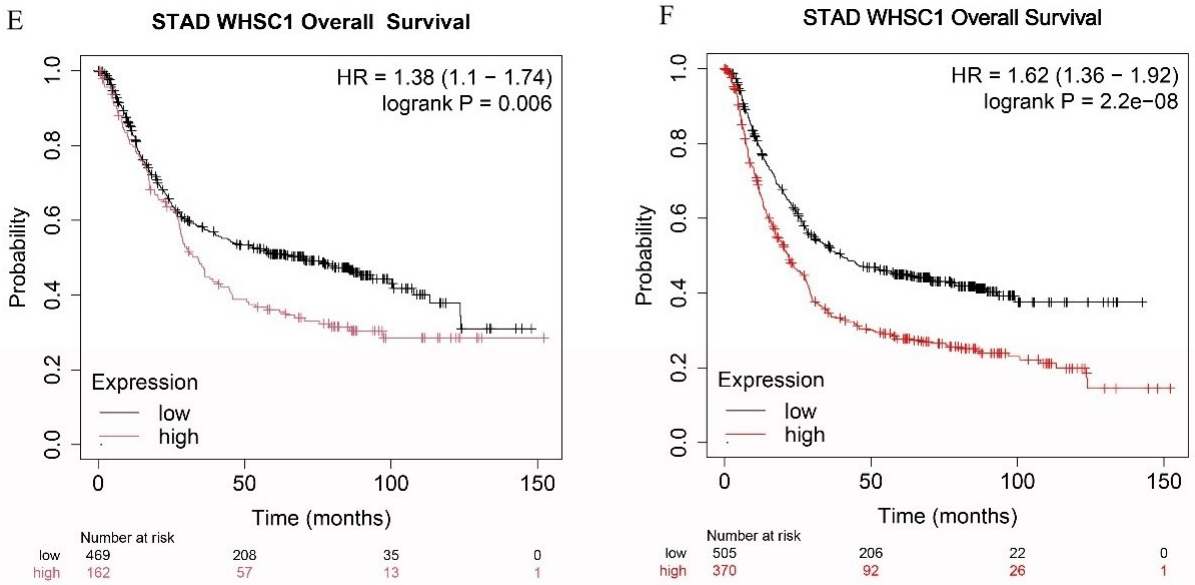 E
STAD WHSC1 Overall Survival
HR = 1.38 (1.1 − 1.74)
logrank P = 0.006
Probability
1.0
0.8
0.6
0.4
0.2
0.0
Expression
low
high
0 50 100 150
Time (months)
Number at risk
low 469 208 35 0
high 162 57 13 1
F
STAD WHSC1 Overall Survival
HR = 1.62 (1.36 − 1.92)
logrank P = 2.2e−08
Probability
1.0
0.8
0.6
0.4
0.2
0.0
Expression
low
high
0 50 100 150
Time (months)
Number at risk
low 505 206 22 0
high 370 92 26 1